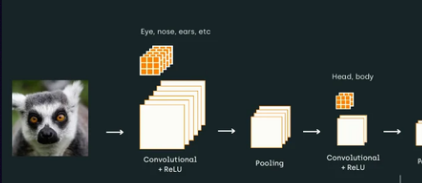 Eye, nose, ears, etc
Head, body
Convolutional
+ ReLU
Pooling
Convolutional
+ ReLU